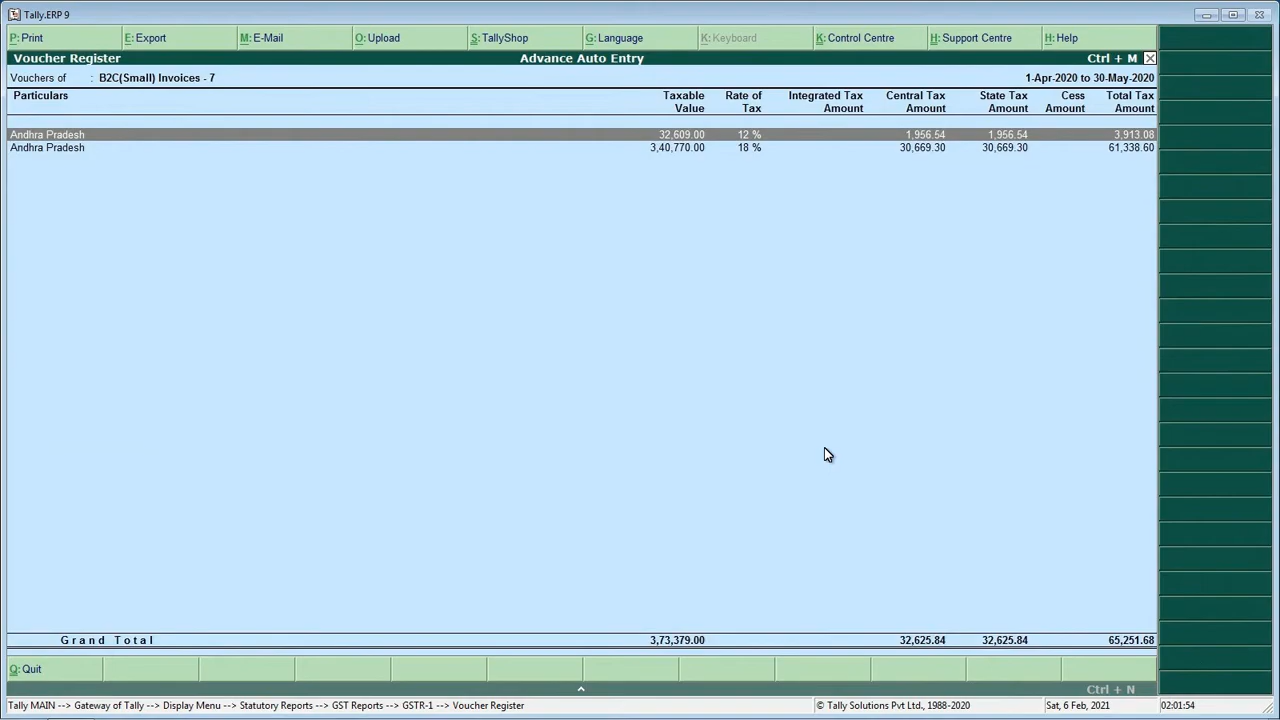 Tally.ERP 9
P: Print E: Export M: E-Mail O: Upload S: TallyShop G: Language K: Keyboard K: Control Centre H: Support Centre H: Help
Voucher Register Advance Auto Entry Ctrl + M
Vouchers of : B2C(Small) Invoices - 7 1-Apr-2020 to 30-May-2020
Particulars Taxable Rate of Integrated Tax Central Tax State Tax Cess Total Tax
Value Tax Amount Amount Amount Amount Amount
Andhra Pradesh 32,609.00 12 % 1,956.54 1,956.54 3,913.08
Andhra Pradesh 3,40,770.00 18 % 30,669.30 30,669.30 61,338.60
Grand Total 3,73,379.00 32,625.84 32,625.84 65,251.68
Q: Quit
Ctrl + N
Tally MAIN --> Gateway of Tally --> Display Menu --> Statutory Reports --> GST Reports --> GSTR-1 --> Voucher Register © Tally Solutions Pvt Ltd., 1988-2020 Sat, 6 Feb, 2021 02:01:54